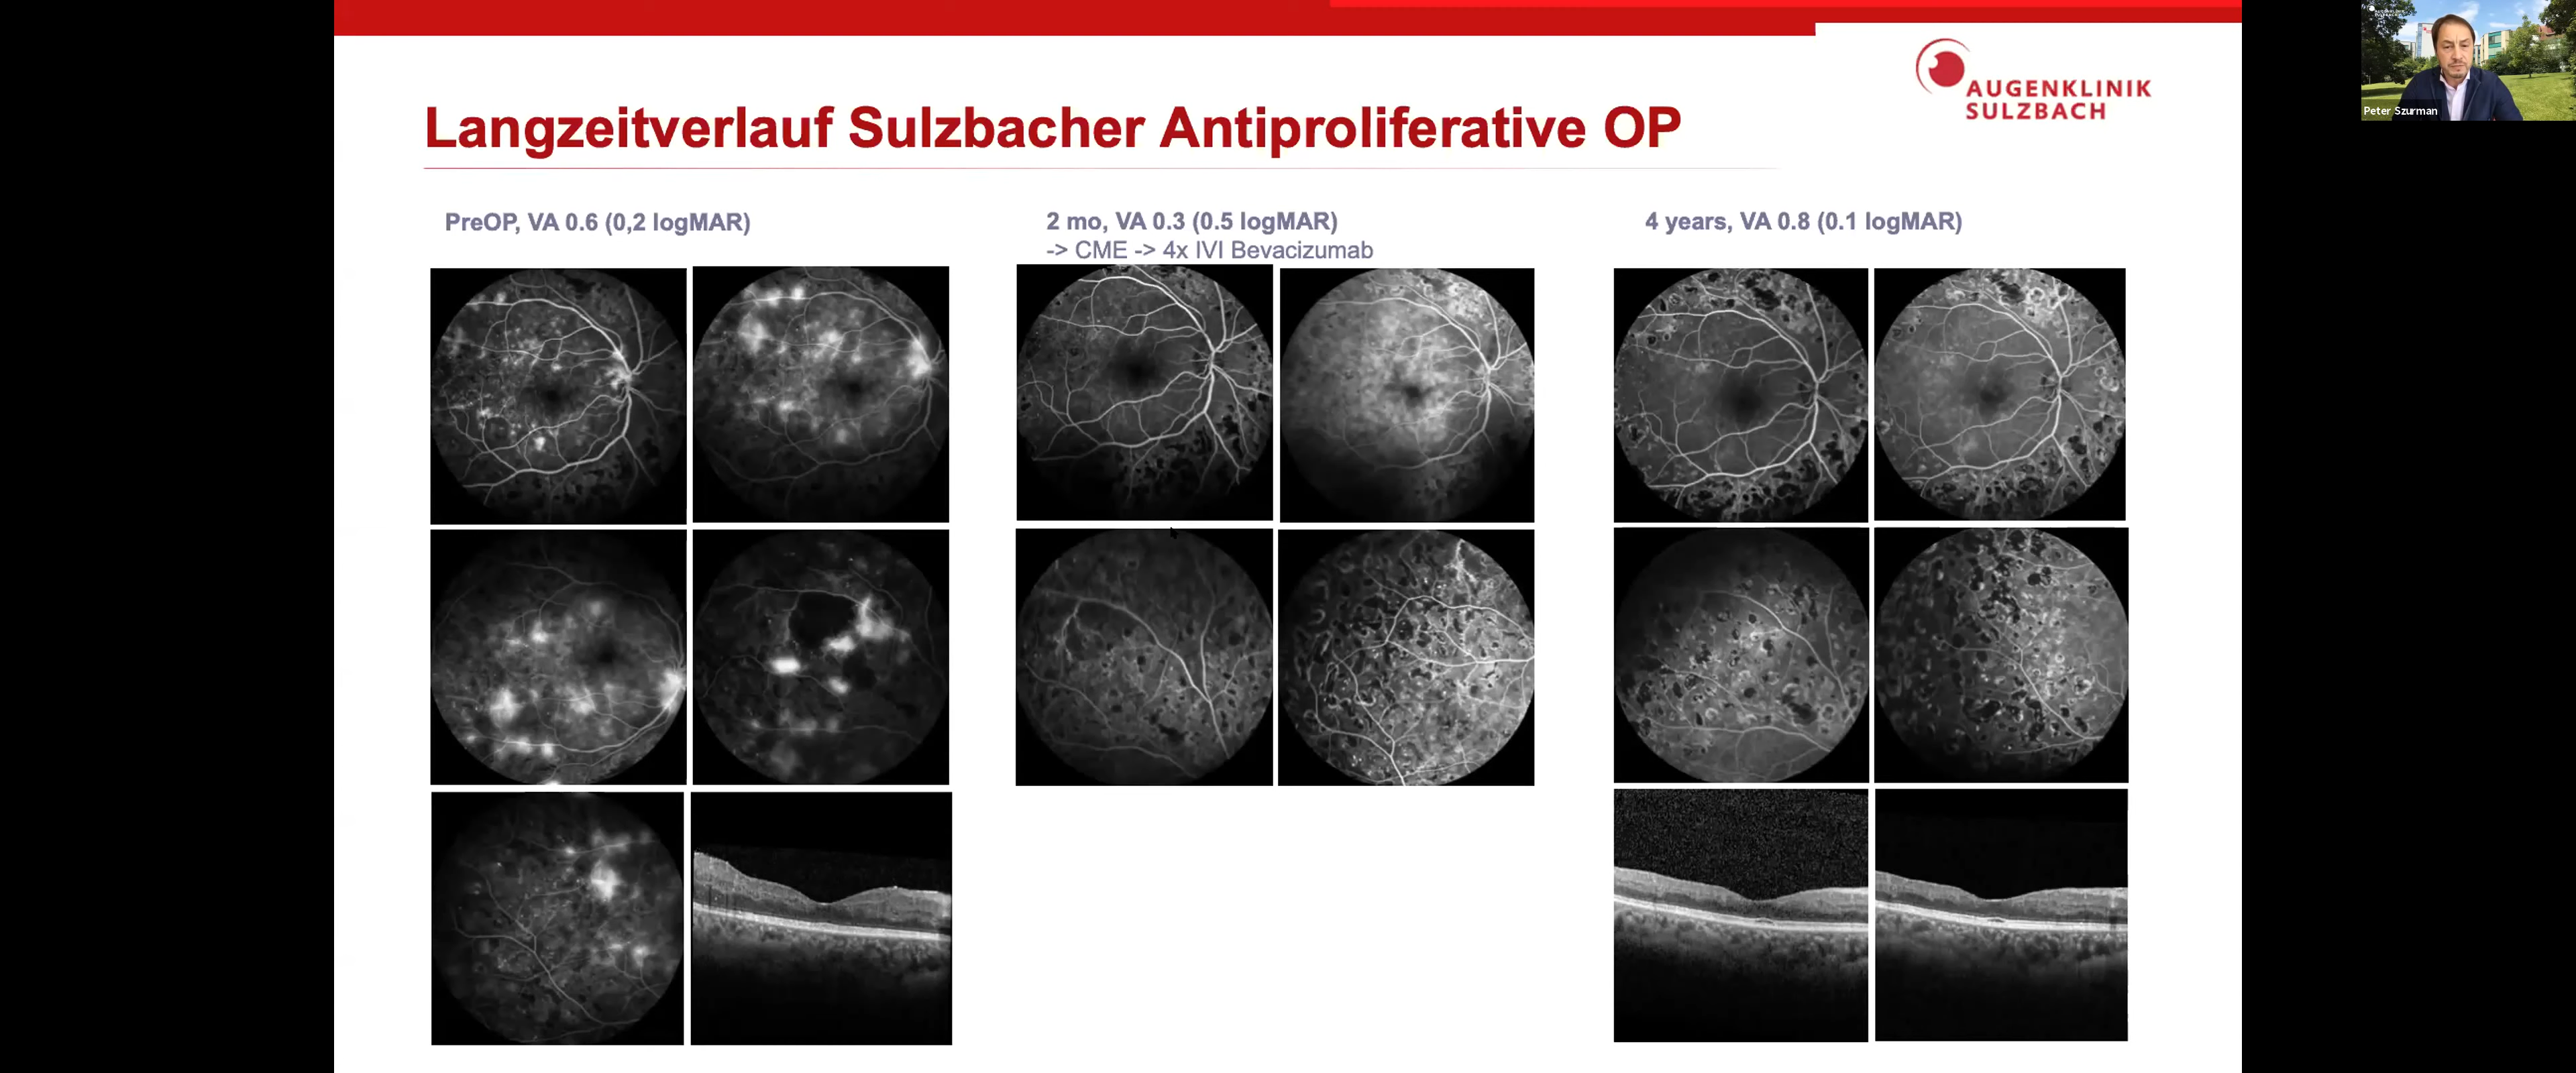 AUGENKLINIK
SULZBACH
Peter Szurman
Langzeitverlauf Sulzbacher Antiproliferative OP
PreOP, VA 0.6 (0,2 logMAR)
2 mo, VA 0.3 (0.5 logMAR)
-> CME -> 4x IVI Bevacizumab
4 years, VA 0.8 (0.1 logMAR)